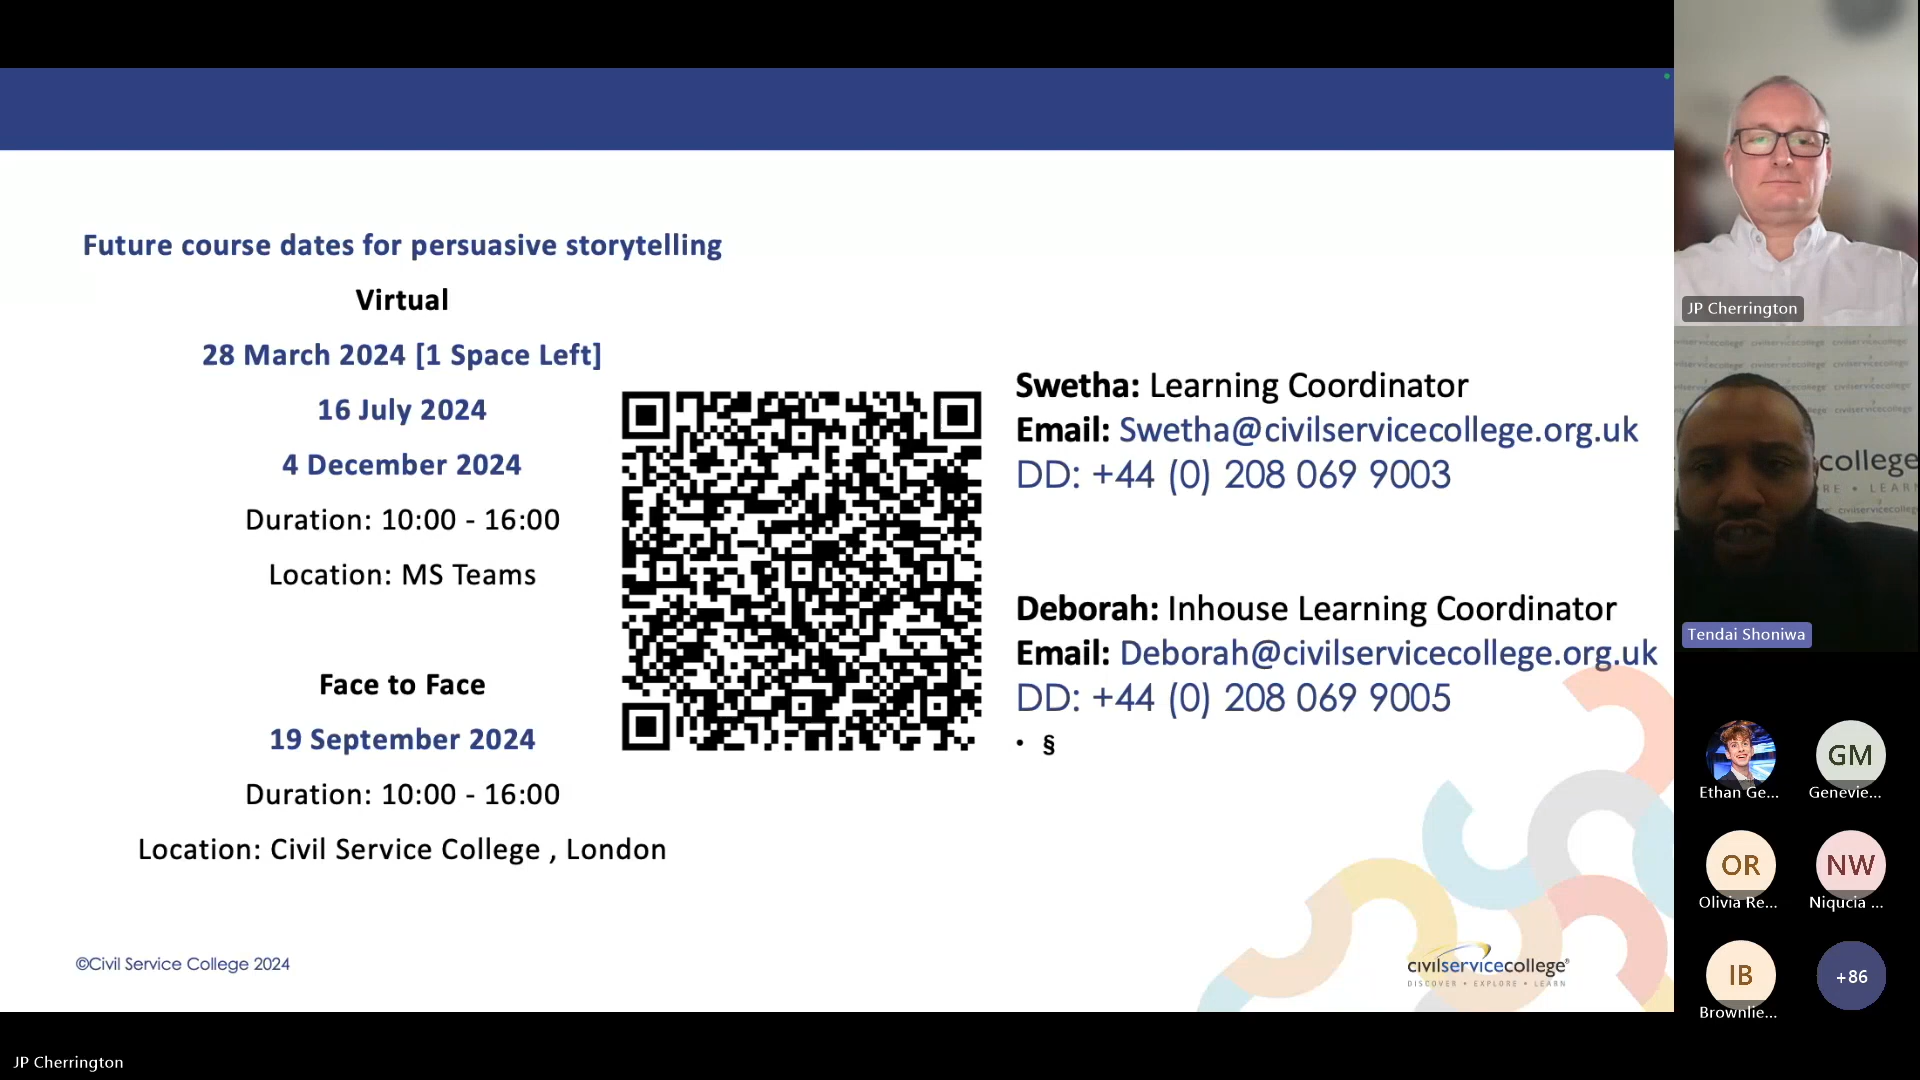 Future course dates for persuasive storytelling
Virtual
28 March 2024 [1 Space Left]
16 July 2024
4 December 2024
Duration: 10:00 - 16:00
Location: MS Teams
Face to Face
19 September 2024
Duration: 10:00 - 16:00
Location: Civil Service College , London
Swetha: Learning Coordinator
Email: Swetha@civilservicecollege.org.uk
DD: +44 (0) 208 069 9003
Deborah: Inhouse Learning Coordinator
Email: Deborah@civilservicecollege.org.uk
DD: +44 (0) 208 069 9005
• §
©Civil Service College 2024
civilservicecollege®
DISCOVER • EXPLORE • LEARN
JP Cherrington
college
RE • LEARN
Tendai Shoniwa
Ethan Ge...
GM
Genevie...
OR
Olivia Re...
NW
Niqucia ...
IB
Brownlie...
+86
JP Cherrington